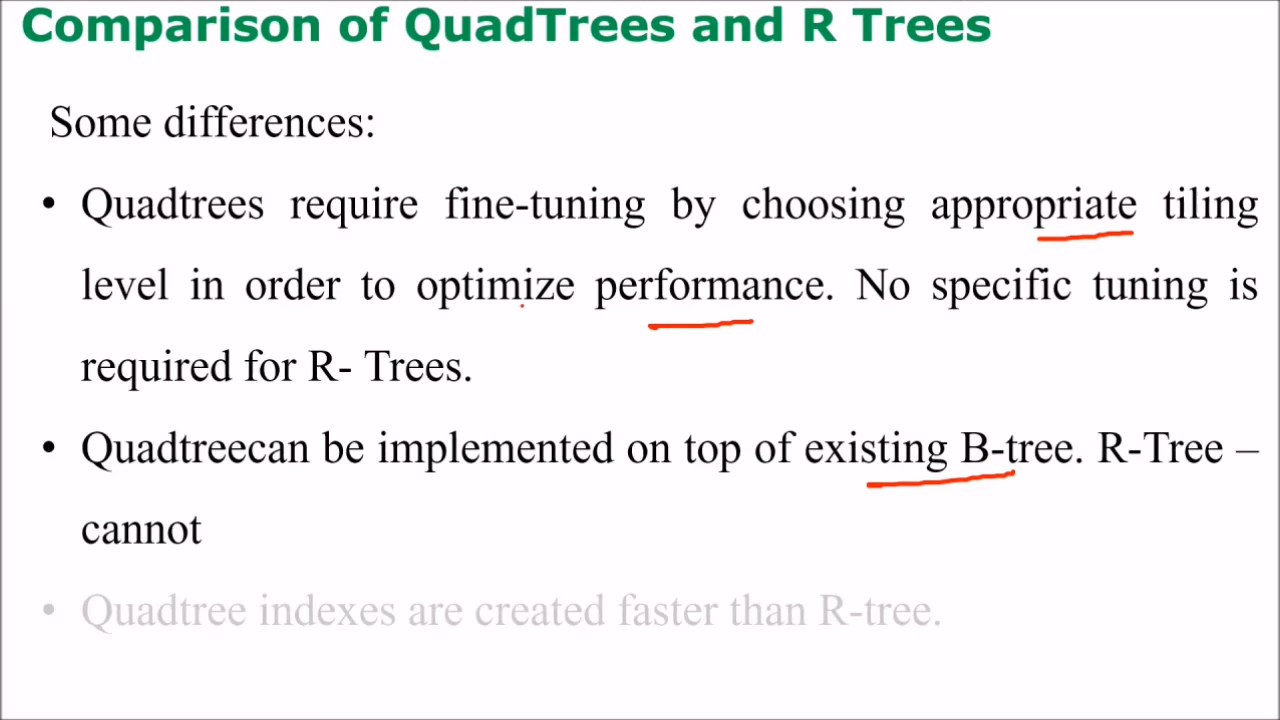 Comparison of QuadTrees and R Trees
Some differences:
• Quadtrees require fine-tuning by choosing appropriate tiling
level in order to optimize performance. No specific tuning is
required for R- Trees.
• Quadtreecan be implemented on top of existing B-tree. R-Tree –
cannot
• Quadtree indexes are created faster than R-tree.